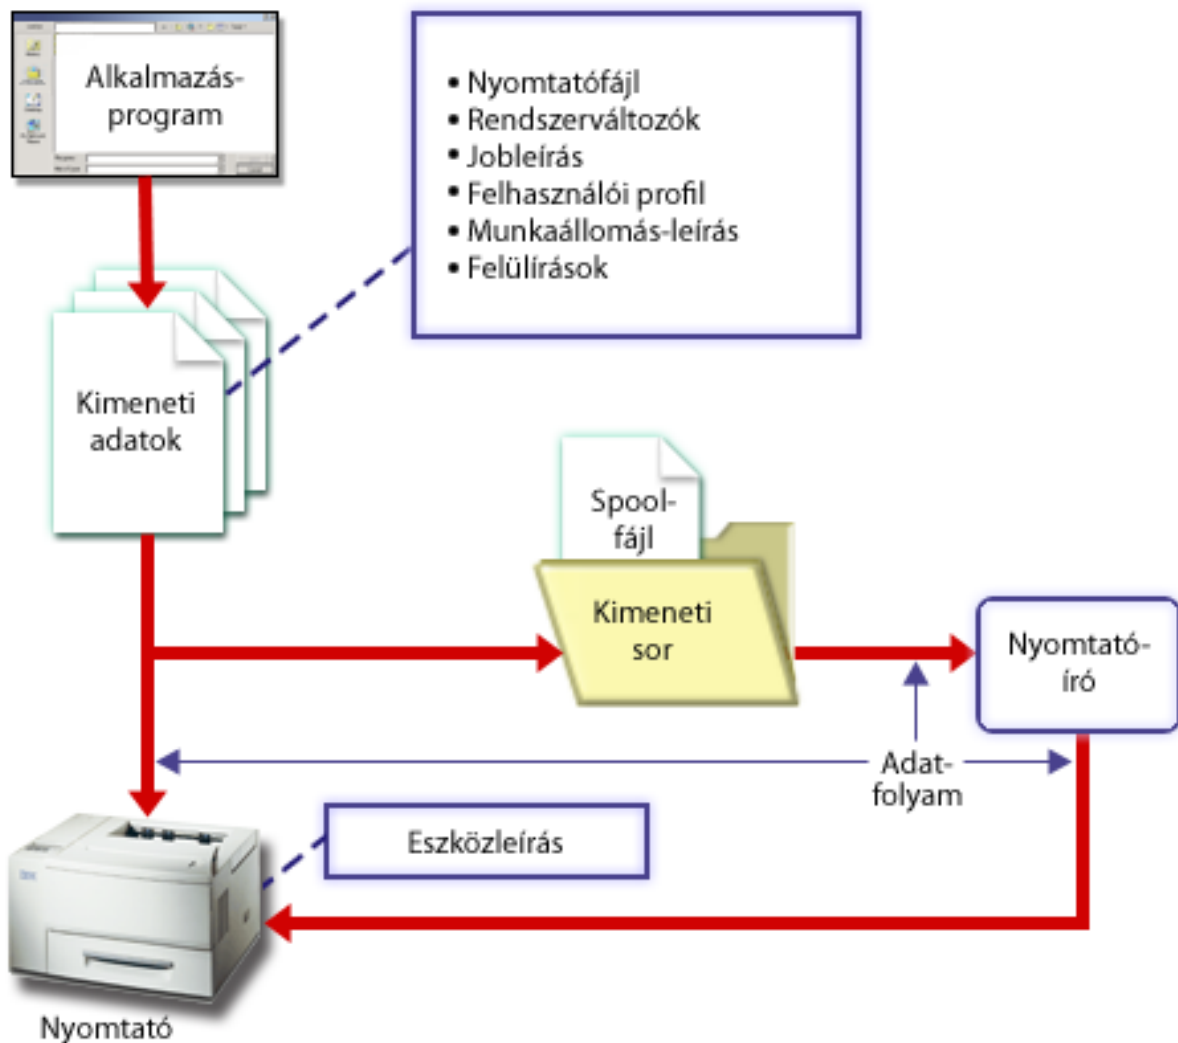 Alkalmazás-
program
• Nyomtatófájl
• Rendszerváltozók
• Jobleírás
• Felhasználói profil
• Munkaállomás-leírás
• Felülírások
Kimeneti
adatok
Spool-
fájl
Kimeneti
sor
Nyomtató-
író
Adat-
folyam
Eszközleírás
IBM
Nyomtató